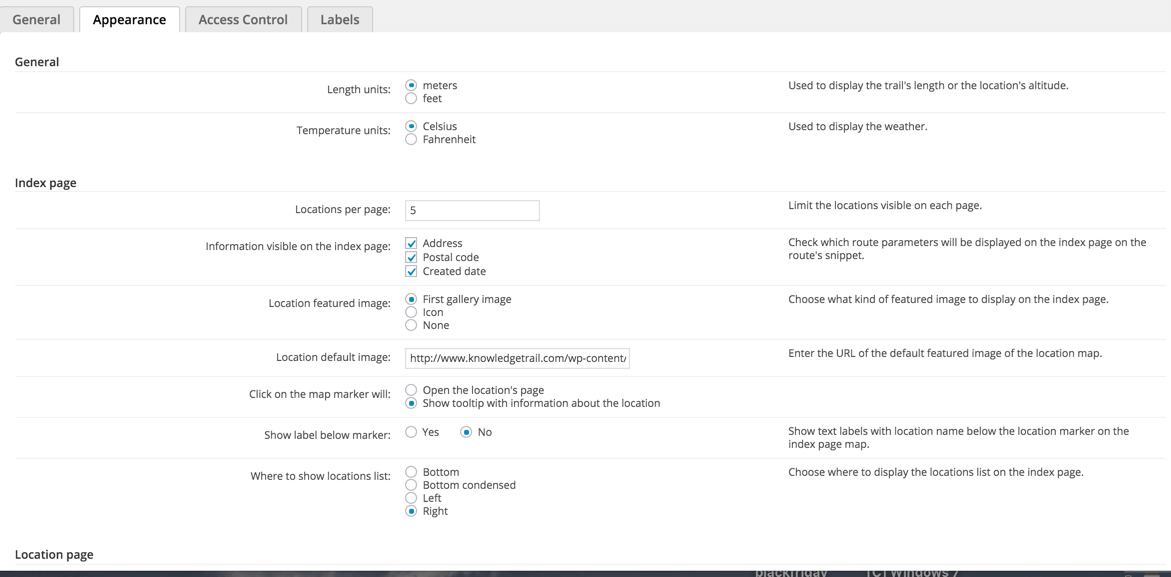 General Appearance Access Control Labels
General
Length units: meters Used to display the trail's length or the location's altitude.
feet
Temperature units: Celsius Used to display the weather.
Fahrenheit
Index page
Locations per page: 5 Limit the locations visible on each page.
Information visible on the index page: Address Check which route parameters will be displayed on the index page on the
Postal code route's snippet.
Created date
Location featured image: First gallery image Choose what kind of featured image to display on the index page.
Icon
None
Location default image: http://www.knowledgetrail.com/wp-content/ Enter the URL of the default featured image of the location map.
Click on the map marker will: Open the location's page
Show tooltip with information about the location
Show label below marker: Yes No Show text labels with location name below the location marker on the
index page map.
Where to show locations list: Bottom Choose where to display the locations list on the index page.
Bottom condensed
Left
Right
Location page
blackfriday [C] Windows 7